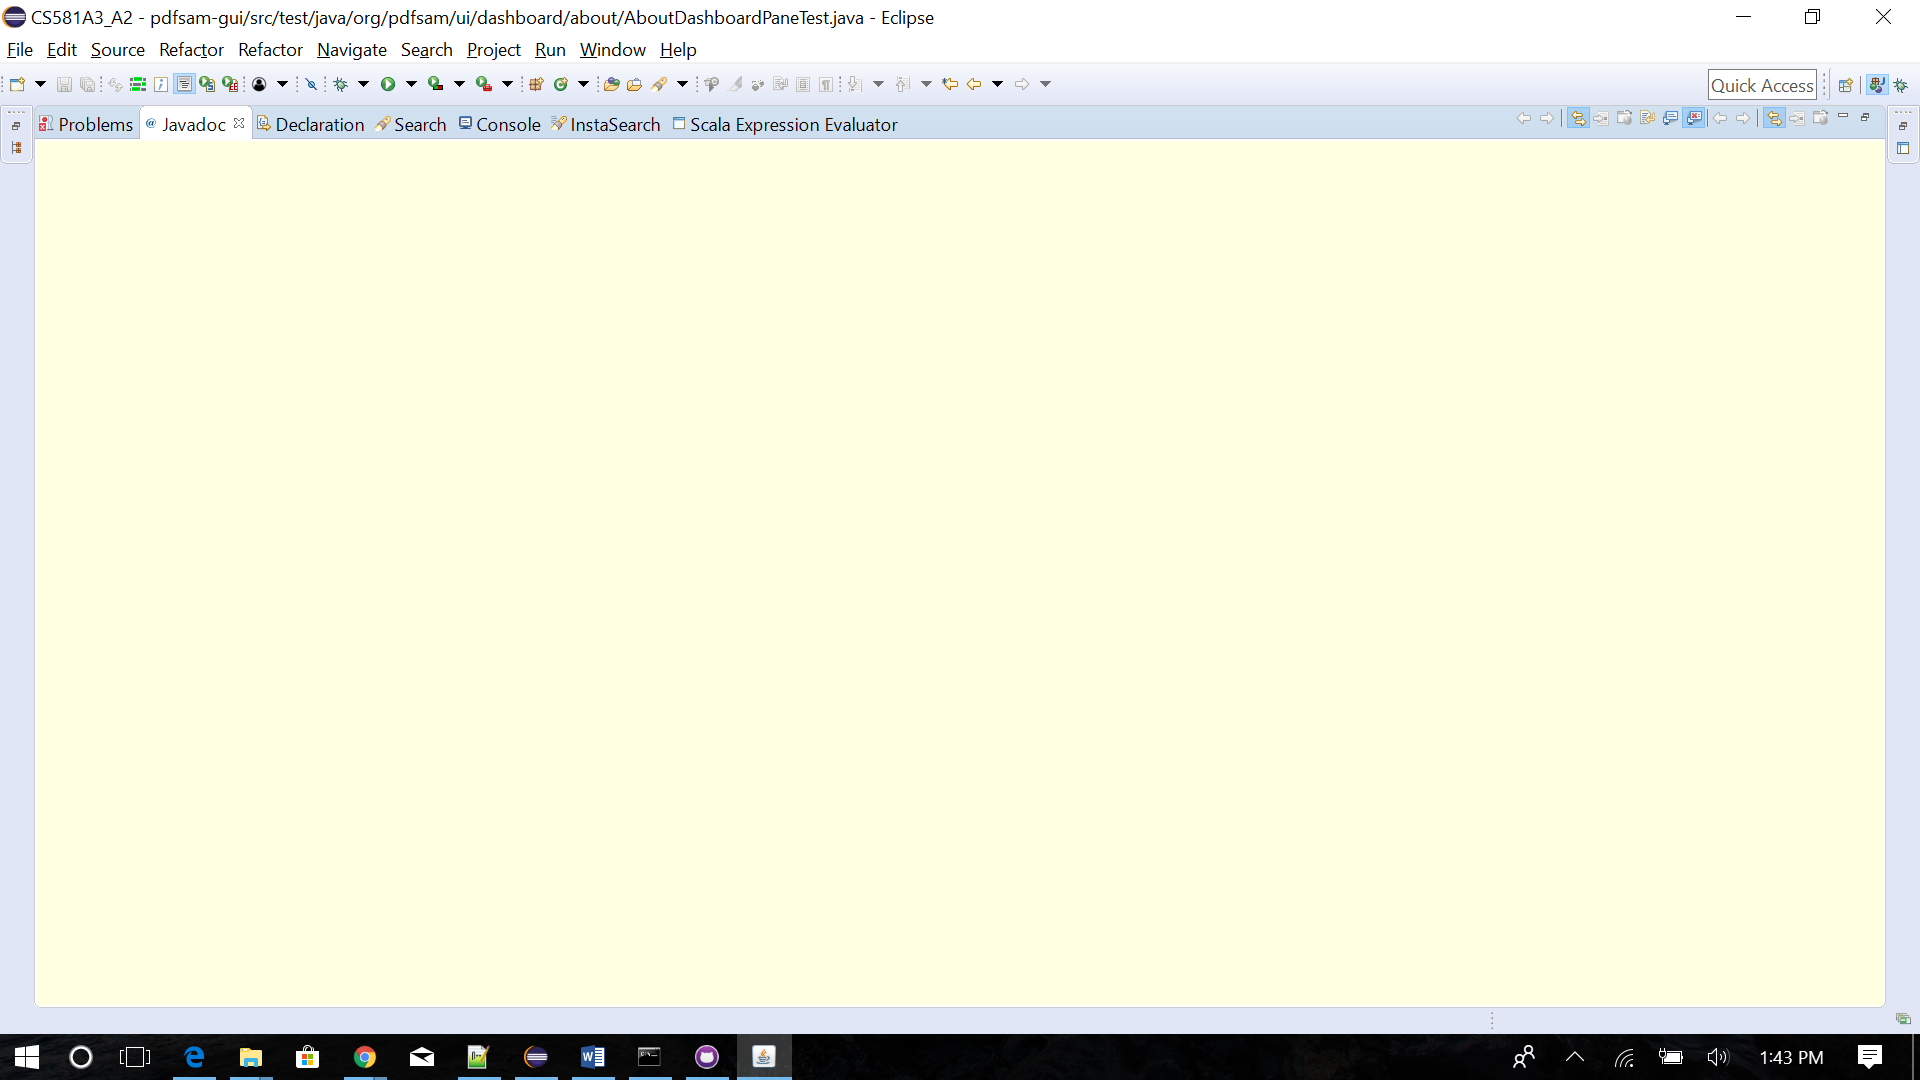 CS581A3_A2 - pdfsam-gui/src/test/java/org/pdfsam/ui/dashboard/about/AboutDashboardPaneTest.java - Eclipse
File Edit Source Refactor Refactor Navigate Search Project Run Window Help
Quick Access
Problems Javadoc Declaration Search Console InstaSearch Scala Expression Evaluator
1:43 PM